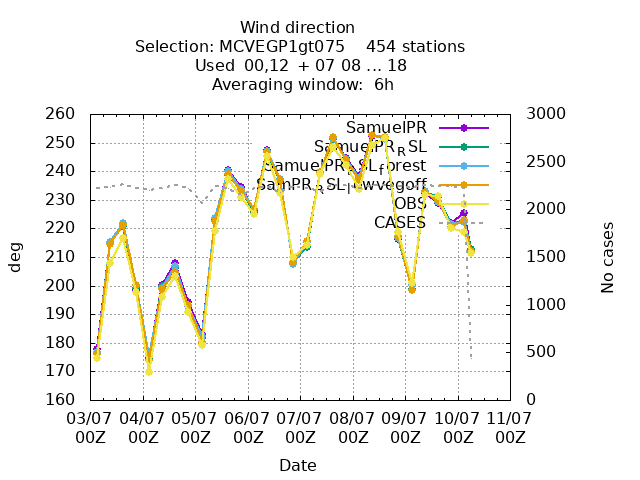 Wind direction
Selection: MCVEGP1gt075    454 stations
Used  00,12  + 07 08 ... 18
Averaging window:  6h
260
250
240
230
220
210
200
190
180
170
160
3000
2500
2000
1500
1000
500
0
SamuelPR
SamuelPR_RSL
SamuelPR_RSL_forest
SamPR_RSL_lowvegoff
OBS
CASES
deg
No cases
03/07 04/07 05/07 06/07 07/07 08/07 09/07 10/07 11/07
00Z 00Z 00Z 00Z 00Z 00Z 00Z 00Z 00Z
Date